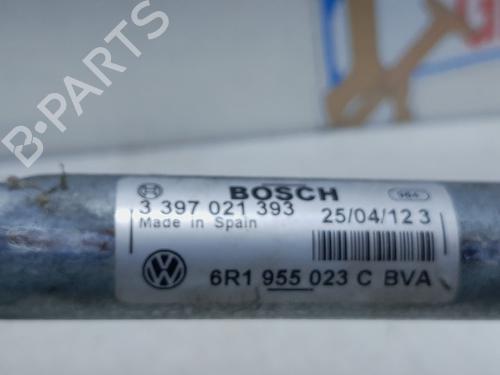 B-PARTS
BOSCH
3 397 021 393
Made in Spain
25/04/12 3
6R1 955 023 C BVA